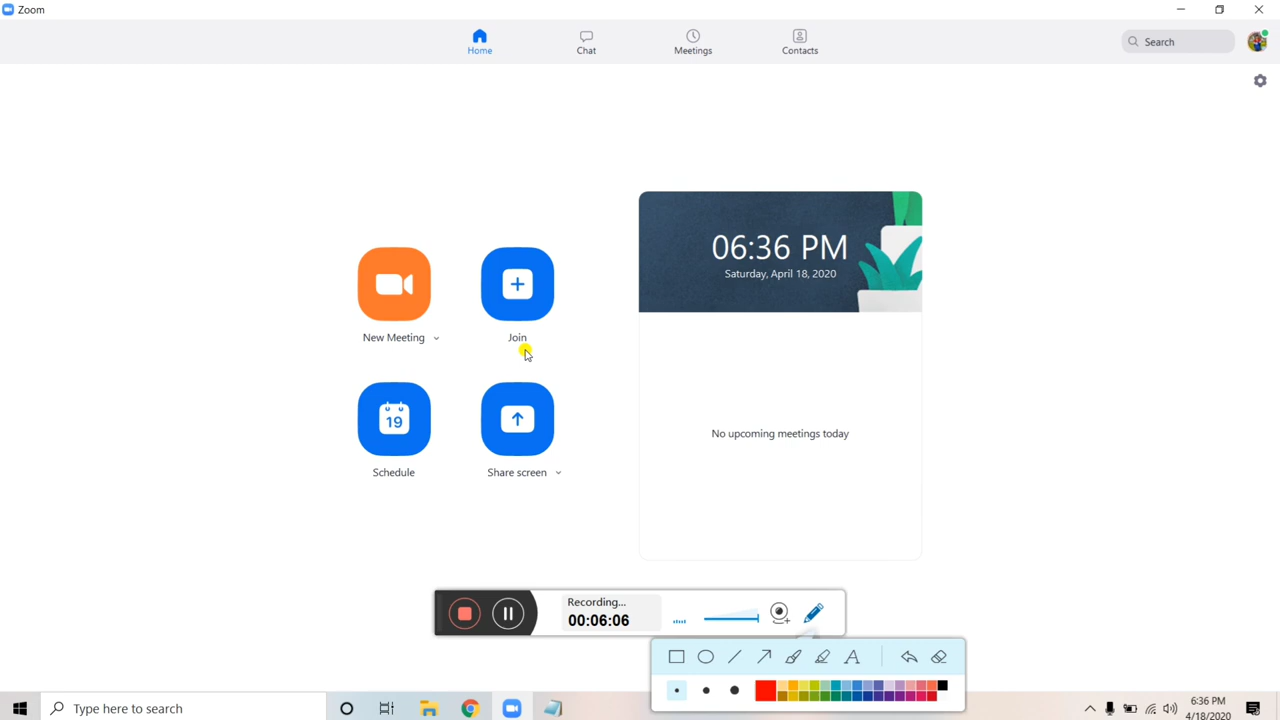 Zoom
Home
Chat
Meetings
Contacts
Search
06:36 PM
Saturday, April 18, 2020
New Meeting
Join
19
Schedule
Share screen
No upcoming meetings today
Recording...
00:06:06
A
Type here to search
6:36 PM
4/18/2020